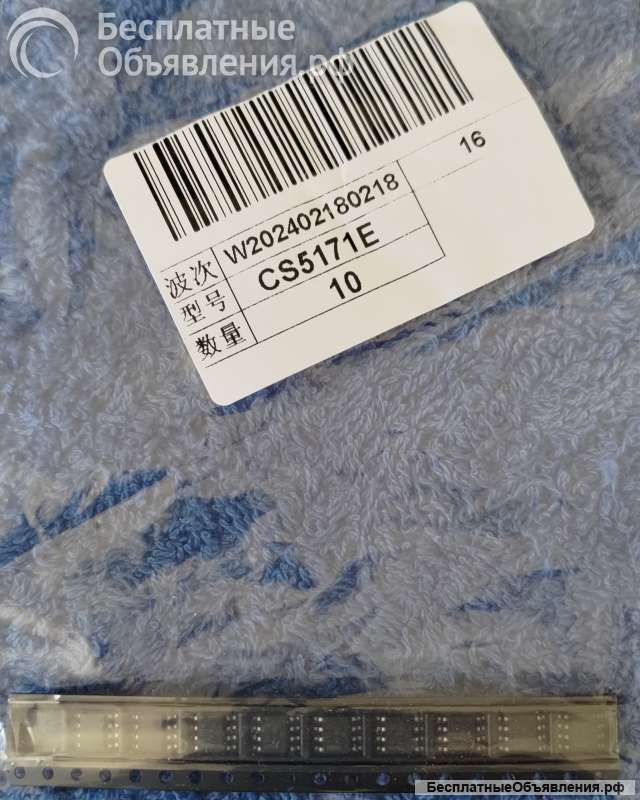 Бесплатные
Объявления.рф
16
波次 W202402180218
型号 CS5171E
数量 10
БесплатныеОбъявления.рф